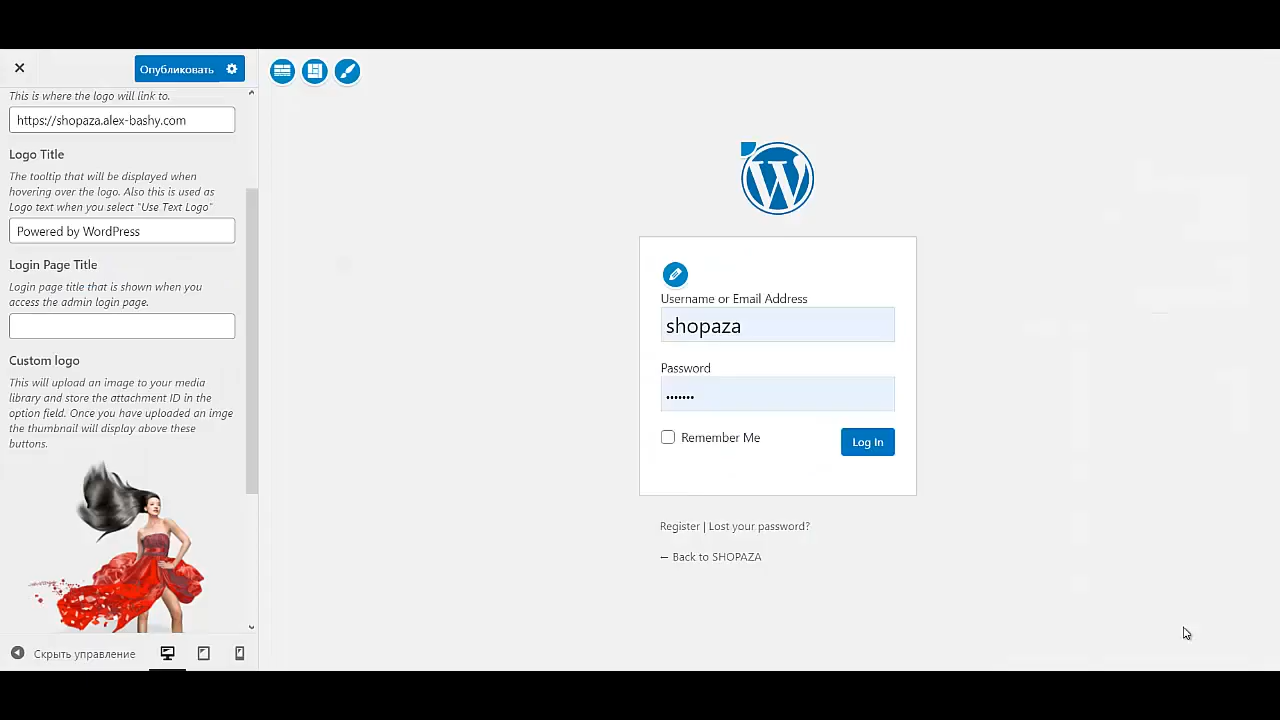 Опубликовать
This is where the logo will link to.
https://shopaza.alex-bashy.com
Logo Title
The tooltip that will be displayed when
hovering over the logo. Also this is used as
Logo text when you select "Use Text Logo"
Powered by WordPress
Login Page Title
Login page title that is shown when you
access the admin login page.
Custom logo
This will upload an image to your media
library and store the attachment ID in the
option field. Once you have uploaded an imge
the thumbnail will display above these
buttons.
Скрыть управление
Username or Email Address
shopaza
Password
•••••••
Remember Me
Log In
Register | Lost your password?
← Back to SHOPAZA